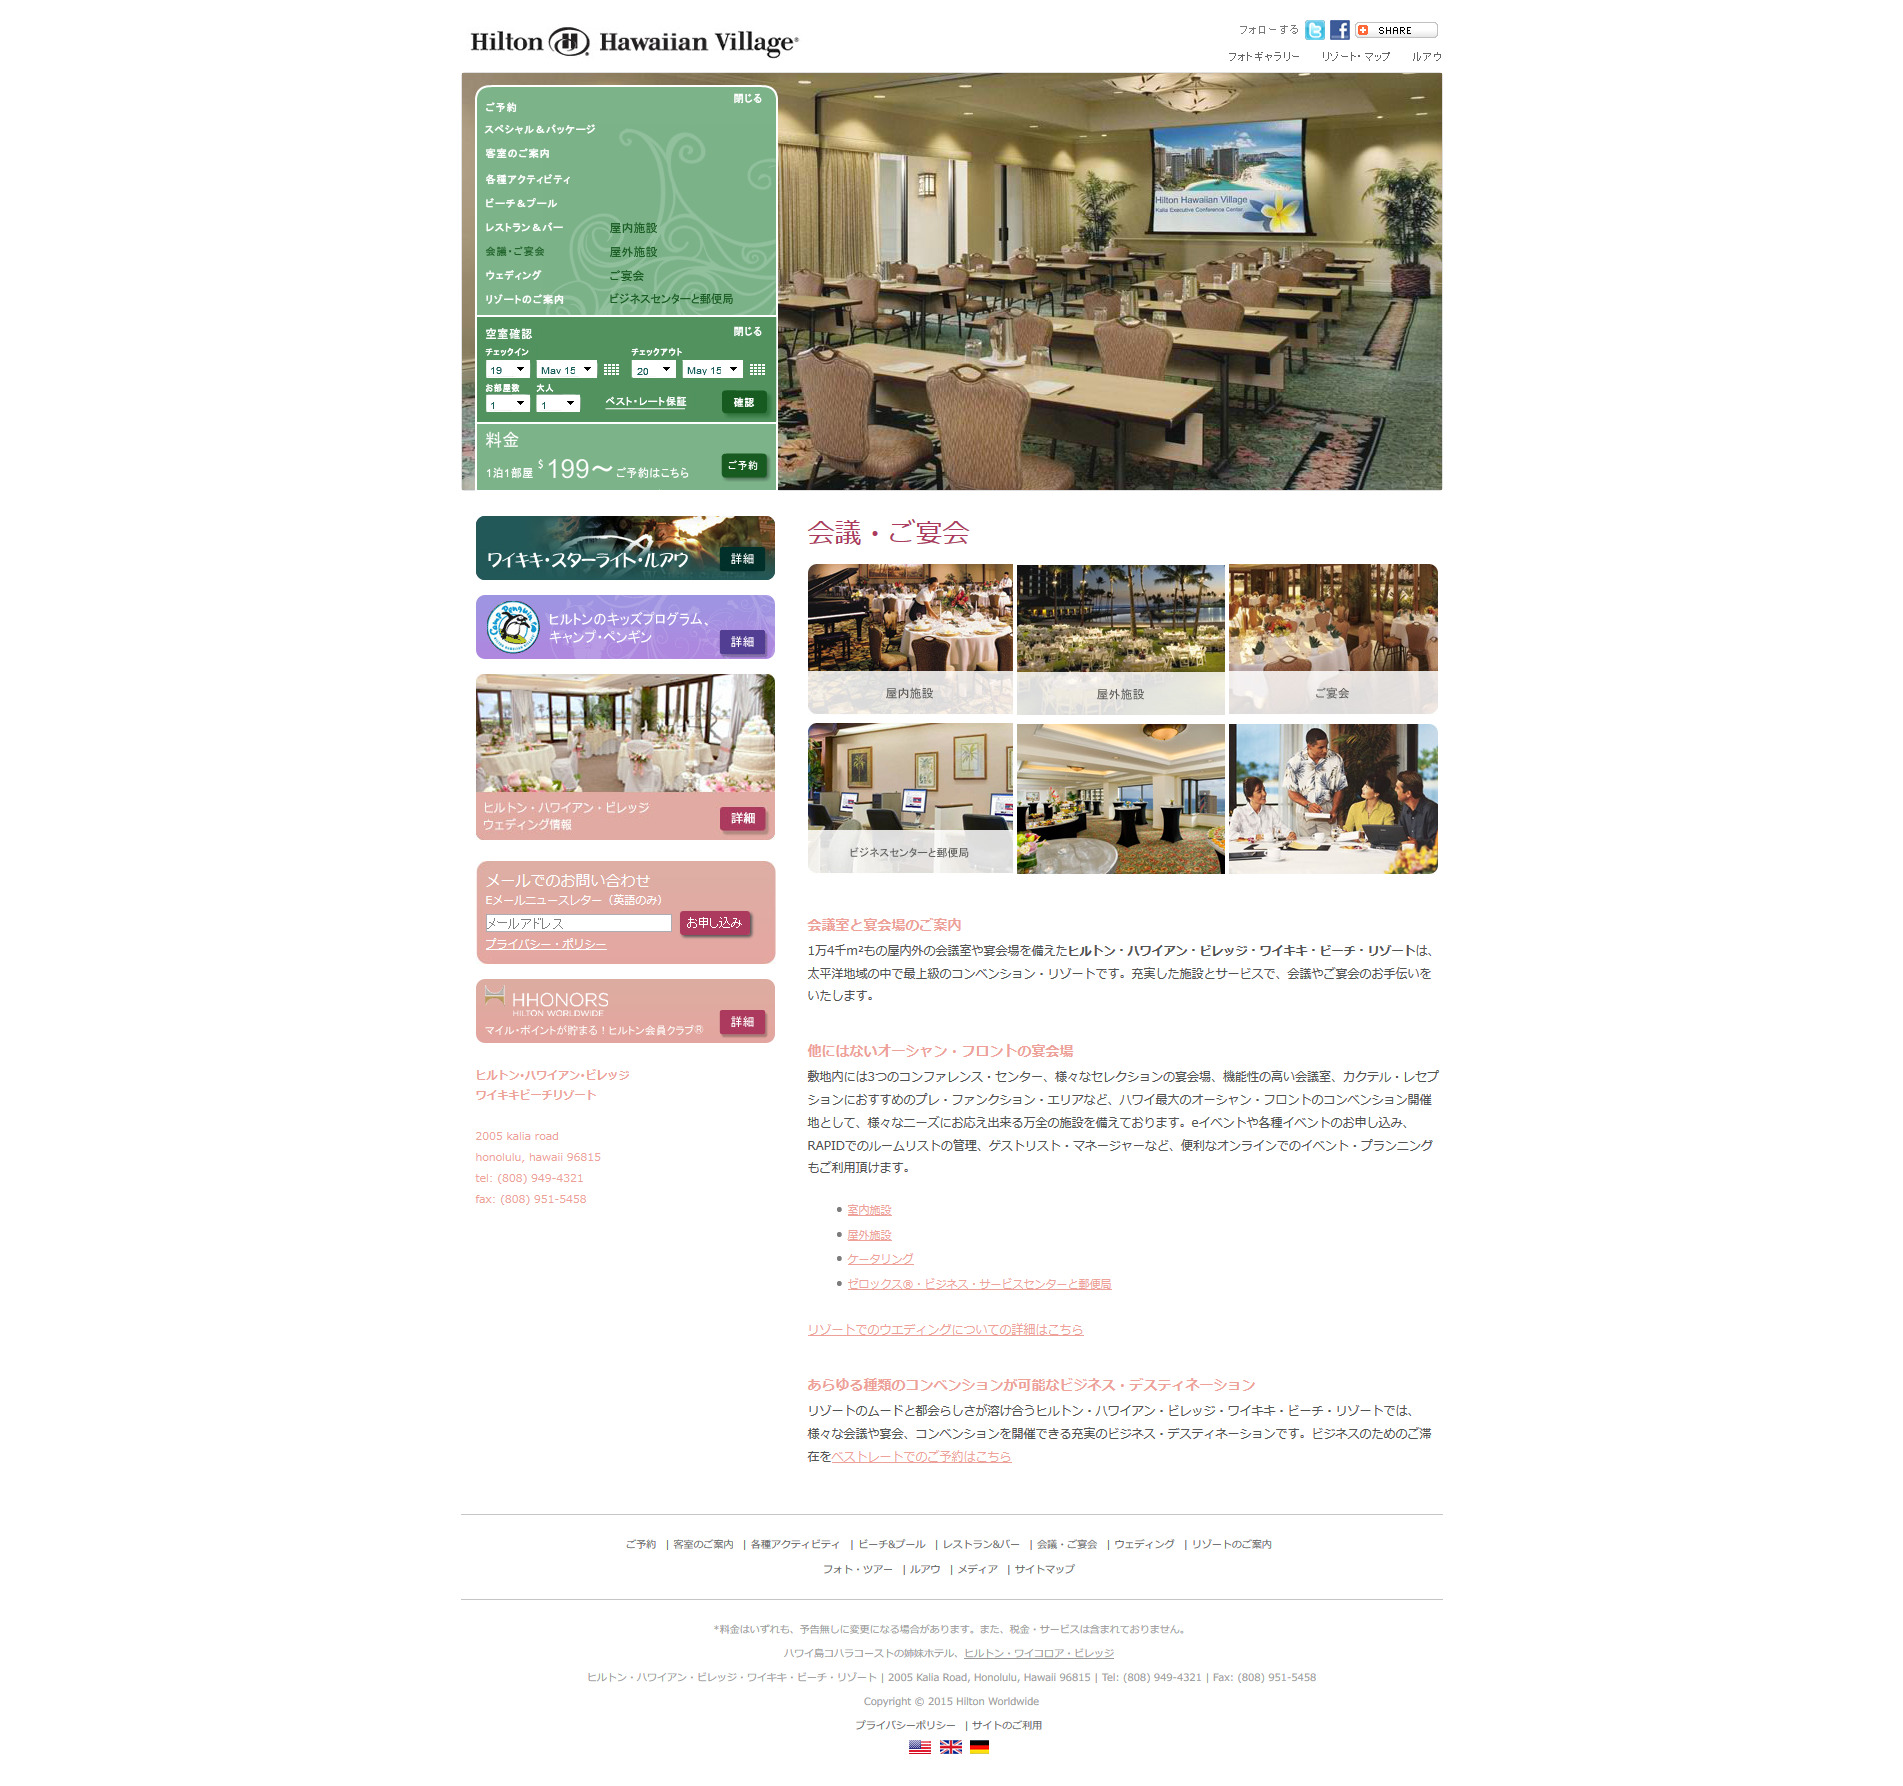 Hilton Hawaiian Village®
フォローする SHARE
フォトギャラリー リゾート・マップ ルアウ
閉じる
ご予約
スペシャル＆パッケージ
客室のご案内
各種アクティビティ
ビーチ＆プール
レストラン＆バー 屋内施設
会議・ご宴会 屋外施設
ウェディング ご宴会
リゾートのご案内 ビジネスセンターと郵便局
Hilton Hawaiian Village
Kalia Executive Conference Center
空室確認 閉じる
チェックイン チェックアウト
19 May 15 20 May 15
お部屋数 大人
1 1 ベスト・レート保証 確認
料金
1泊1部屋 $199〜 ご予約はこちら ご予約
ワイキキ・スターライト・ルアウ 詳細
ヒルトンのキッズプログラム、
キャンプ・ペンギン 詳細
ヒルトン・ハワイアン・ビレッジ
ウェディング情報 詳細
メールでのお問い合わせ
Eメールニュースレター（英語のみ）
メールアドレス お申し込み
プライバシー・ポリシー
HHONORS
HILTON WORLDWIDE
マイル・ポイントが貯まる！ヒルトン会員クラブ® 詳細
ヒルトン・ハワイアン・ビレッジ
ワイキキビーチリゾート
2005 kalia road
honolulu, hawaii 96815
tel: (808) 949-4321
fax: (808) 951-5458
会議・ご宴会
屋内施設 屋外施設 ご宴会
ビジネスセンターと郵便局
会議室と宴会場のご案内
1万4千m²もの屋内外の会議室や宴会場を備えたヒルトン・ハワイアン・ビレッジ・ワイキキ・ビーチ・リゾートは、
太平洋地域の中で最上級のコンベンション・リゾートです。充実した施設とサービスで、会議やご宴会のお手伝いを
いたします。
他にはないオーシャン・フロントの宴会場
敷地内には3つのコンファレンス・センター、様々なセレクションの宴会場、機能性の高い会議室、カクテル・レセプ
ションにおすすめのプレ・ファンクション・エリアなど、ハワイ最大のオーシャン・フロントのコンベンション開催
地として、様々なニーズにお応え出来る万全の施設を備えております。eイベントや各種イベントのお申し込み、
RAPIDでのルームリストの管理、ゲストリスト・マネージャーなど、便利なオンラインでのイベント・プランニング
もご利用頂けます。
• 室内施設
• 屋外施設
• ケータリング
• ゼロックス®・ビジネス・サービスセンターと郵便局
リゾートでのウエディングについての詳細はこちら
あらゆる種類のコンベンションが可能なビジネス・デスティネーション
リゾートのムードと都会らしさが溶け合うヒルトン・ハワイアン・ビレッジ・ワイキキ・ビーチ・リゾートでは、
様々な会議や宴会、コンベンションを開催できる充実のビジネス・デスティネーションです。ビジネスのためのご滞
在をベストレートでのご予約はこちら
ご予約 | 客室のご案内 | 各種アクティビティ | ビーチ&プール | レストラン&バー | 会議・ご宴会 | ウェディング | リゾートのご案内
フォト・ツアー | ルアウ | メディア | サイトマップ
*料金はいずれも、予告無しに変更になる場合があります。また、税金・サービスは含まれておりません。
ハワイ島コハラコーストの姉妹ホテル、ヒルトン・ワイコロア・ビレッジ
ヒルトン・ハワイアン・ビレッジ・ワイキキ・ビーチ・リゾート | 2005 Kalia Road, Honolulu, Hawaii 96815 | Tel: (808) 949-4321 | Fax: (808) 951-5458
Copyright © 2015 Hilton Worldwide
プライバシーポリシー | サイトのご利用